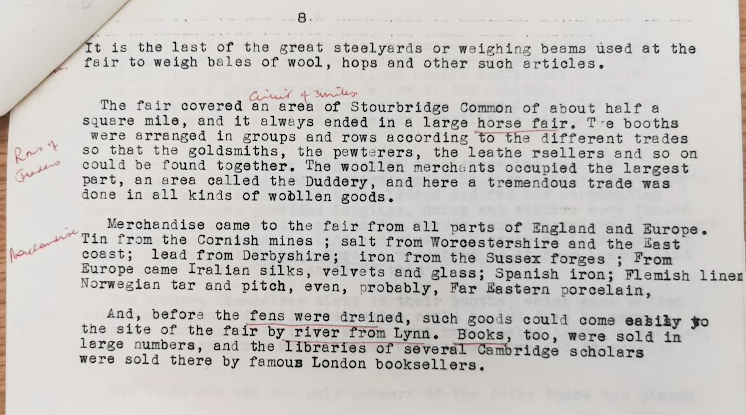 8.
It is the last of the great steelyards or weighing beams used at the
fair to weigh bales of wool, hops and other such articles.
circuit of 3 miles
The fair covered an area of Stourbridge Common of about half a
square mile, and it always ended in a large horse fair. The booths
were arranged in groups and rows according to the different trades
Rows of
Traders
so that the goldsmiths, the pewterers, the leathe rsellers and so on
could be found together. The woollen merchants occupied the largest
part, an area called the Duddery, and here a tremendous trade was
done in all kinds of wobllen goods.
Merchandise
Merchandise came to the fair from all parts of England and Europe.
Tin from the Cornish mines ; salt from Worcestershire and the East
coast; lead from Derbyshire; iron from the Sussex forges ; From
Europe came Iralian silks, velvets and glass; Spanish iron; Flemish linen
Norwegian tar and pitch, even, probably, Far Eastern porcelain,
And, before the fens were drained, such goods could come easily to
the site of the fair by river from Lynn. Books, too, were sold in
large numbers, and the libraries of several Cambridge scholars
were sold there by famous London booksellers.